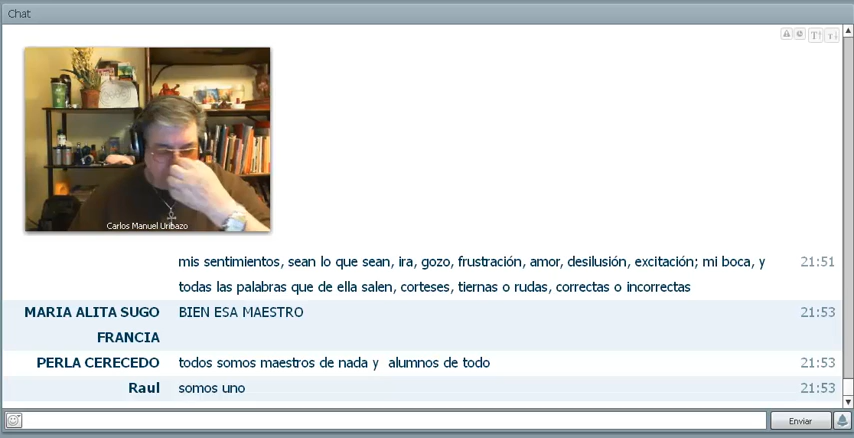 Chat
Carlos Manuel Uribazo
mis sentimientos, sean lo que sean, ira, gozo, frustración, amor, desilusión, excitación; mi boca, y 21:51
todas las palabras que de ella salen, corteses, tiernas o rudas, correctas o incorrectas
MARIA ALITA SUGO BIEN ESA MAESTRO 21:53
FRANCIA
PERLA CERECEDO todos somos maestros de nada y alumnos de todo 21:53
Raul somos uno 21:53
Enviar